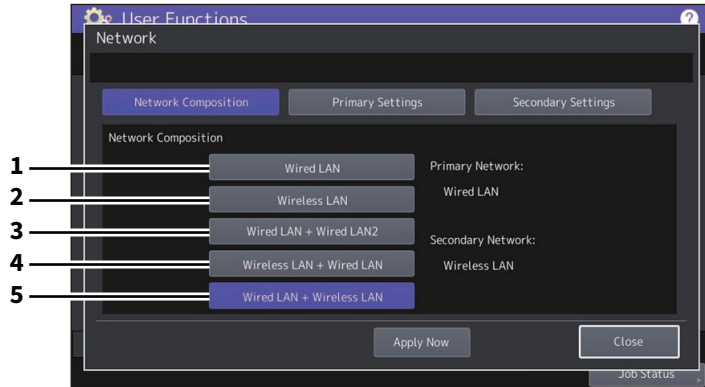 User Functions
?
Network
Network Composition
Primary Settings
Secondary Settings
Network Composition
1
Wired LAN
Primary Network:
2
Wireless LAN
Wired LAN
3
Wired LAN + Wired LAN2
Secondary Network:
4
Wireless LAN + Wired LAN
Wireless LAN
5
Wired LAN + Wireless LAN
Apply Now
Close
Job Status